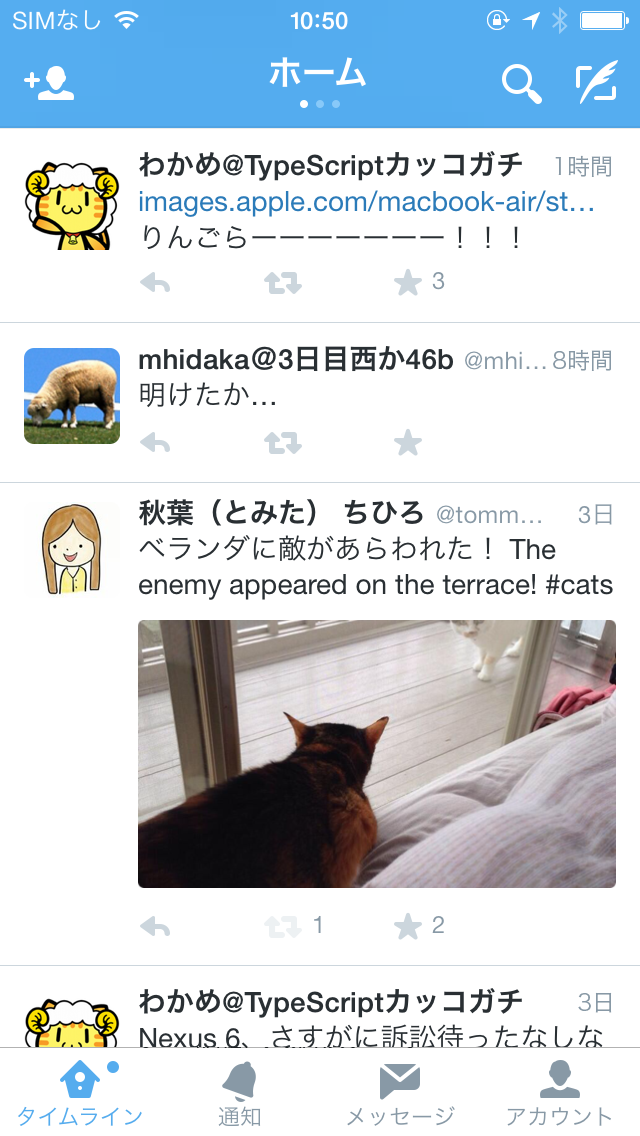 SIMなし 10:50
ホーム
わかめ@TypeScriptカッコガチ 1時間
images.apple.com/macbook-air/st…
りんごらーーーーーーー！！！
3
mhidaka@3日目西か46b @mhi… 8時間
明けたか…
秋葉（とみた） ちひろ @tomm… 3日
ベランダに敵があらわれた！ The
enemy appeared on the terrace! #cats
1 2
わかめ@TypeScriptカッコガチ 3日
Nexus 6、さすがに訴訟待ったなしな
タイムライン 通知 メッセージ アカウント